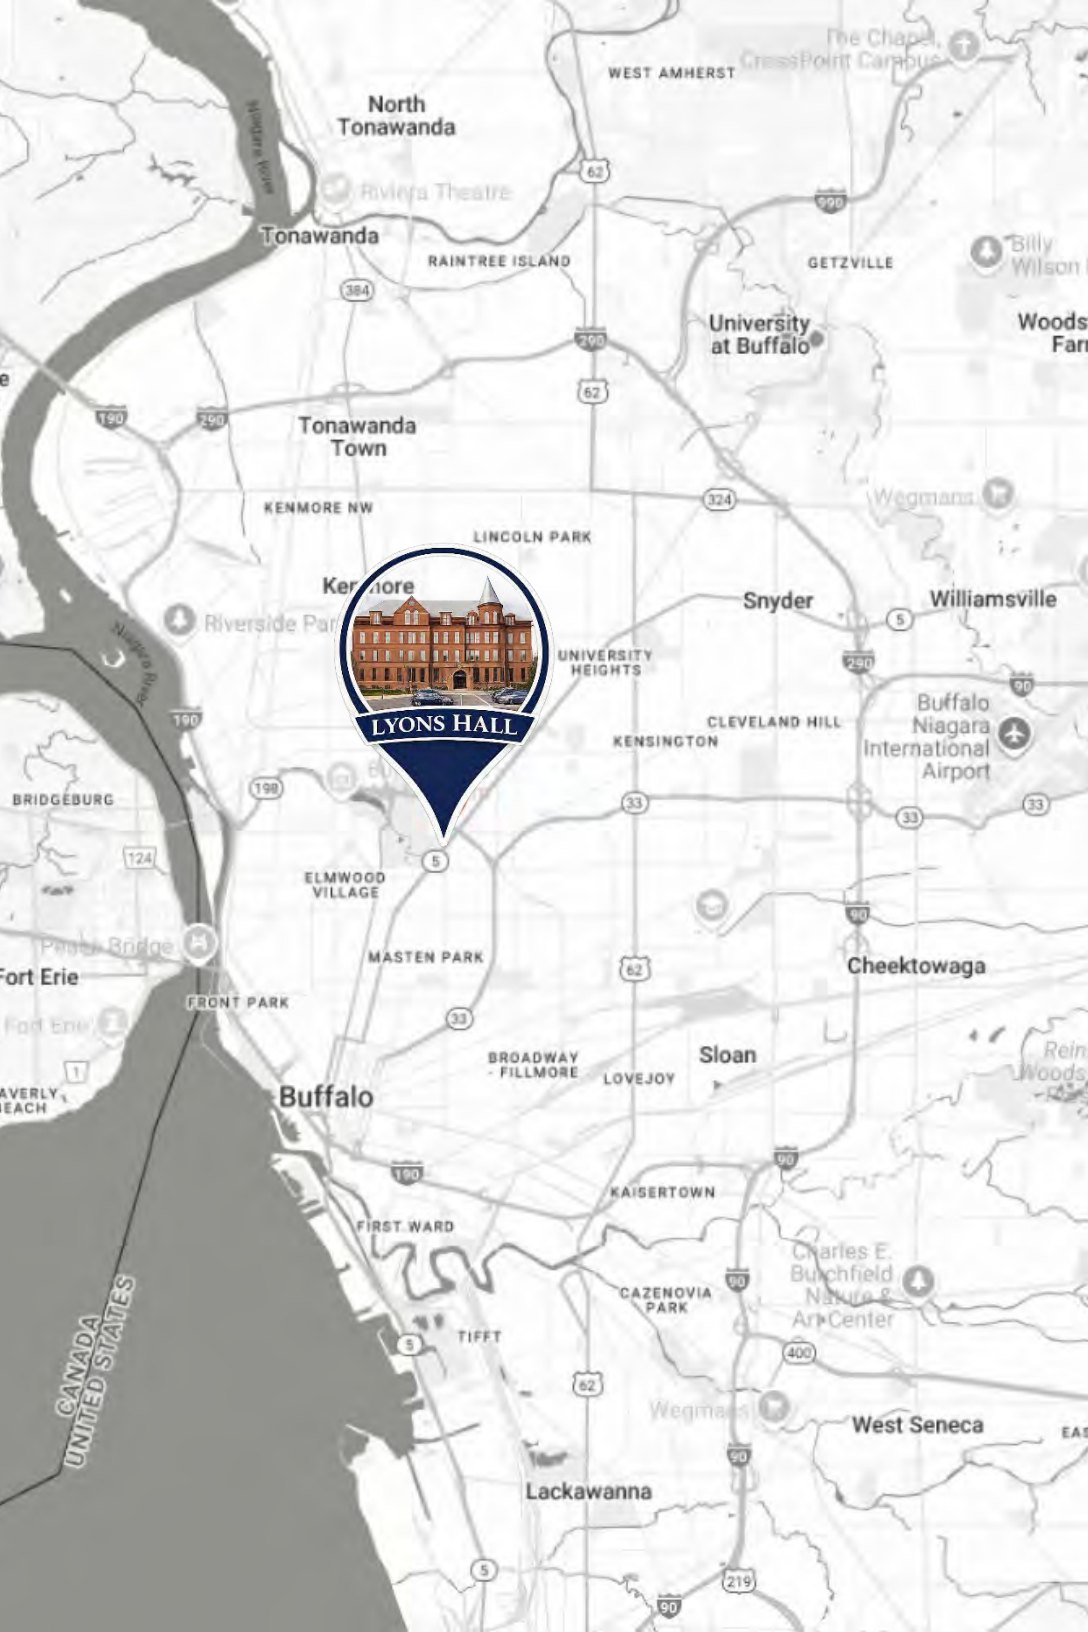 The Chapel,
CrossPoint Campus
WEST AMHERST
North
Tonawanda
Niagara River
62
Riviera Theatre
990
Tonawanda
RAINTREE ISLAND
GETZVILLE
Billy
Wilson
384
University
at Buffalo
Woods
Far
290
e
62
190
290
Tonawanda
Town
324
Wegmans
KENMORE NW
LINCOLN PARK
Snyder
Williamsville
5
Riverside Par
Niagara River
UNIVERSITY
HEIGHTS
290
90
LYONS HALL
190
CLEVELAND HILL
KENSINGTON
Buffalo
Niagara
International
Airport
198
BRIDGEBURG
33
33
33
124
5
ELMWOOD
VILLAGE
90
Peace Bridge
MASTEN PARK
62
Cheektowaga
Fort Erie
FRONT PARK
33
Fort Erie
Sloan
Rein
Woods
BROADWAY
- FILLMORE
LOVEJOY
1
AVERLY
BEACH
Buffalo
190
90
KAISERTOWN
FIRST WARD
Charles E.
Burchfield
Nature &
Art Center
90
CAZENOVIA
PARK
CANADA
UNITED STATES
TIFFT
5
400
62
Wegmans
West Seneca
EAS
90
Lackawanna
5
219
90